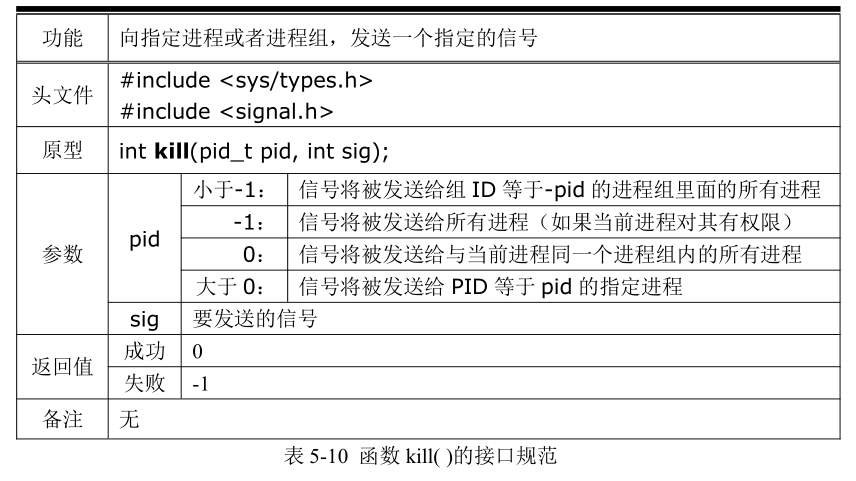 功能 向指定进程或者进程组，发送一个指定的信号
头文件 #include <sys/types.h>
#include <signal.h>
原型 int kill(pid_t pid, int sig);
参数 pid 小于-1： 信号将被发送给组 ID 等于-pid 的进程组里面的所有进程
-1： 信号将被发送给所有进程（如果当前进程对其有权限）
0： 信号将被发送给与当前进程同一个进程组内的所有进程
大于 0： 信号将被发送给 PID 等于 pid 的指定进程
sig 要发送的信号
返回值 成功 0
失败 -1
备注 无
表 5-10 函数 kill( )的接口规范